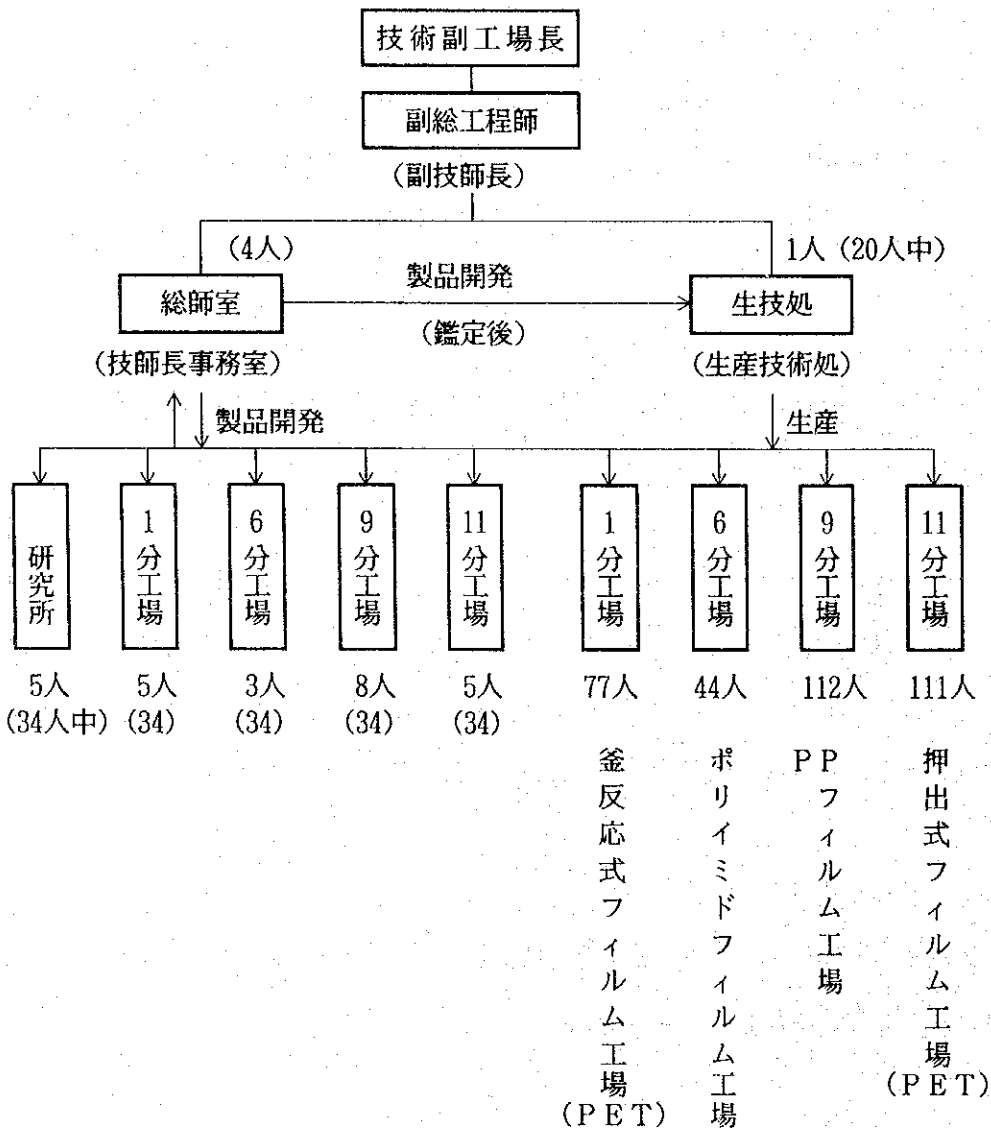 技術副工場長
副総工程師
(副技師長)
(4人)
1人 (20人中)
総師室
製品開発
(鑑定後)
生技処
(技師長事務室)
(生産技術処)
製品開発
生産
研究所
1分工場
6分工場
9分工場
11分工場
1分工場
6分工場
9分工場
11分工場
5人
5人
3人
8人
5人
77人
44人
112人
111人
(34人中)
(34)
(34)
(34)
(34)
釜反応式フィルム工場
(PET)
ポリイミドフィルム工場
PPフィルム工場
押出式フィルム工場
(PET)